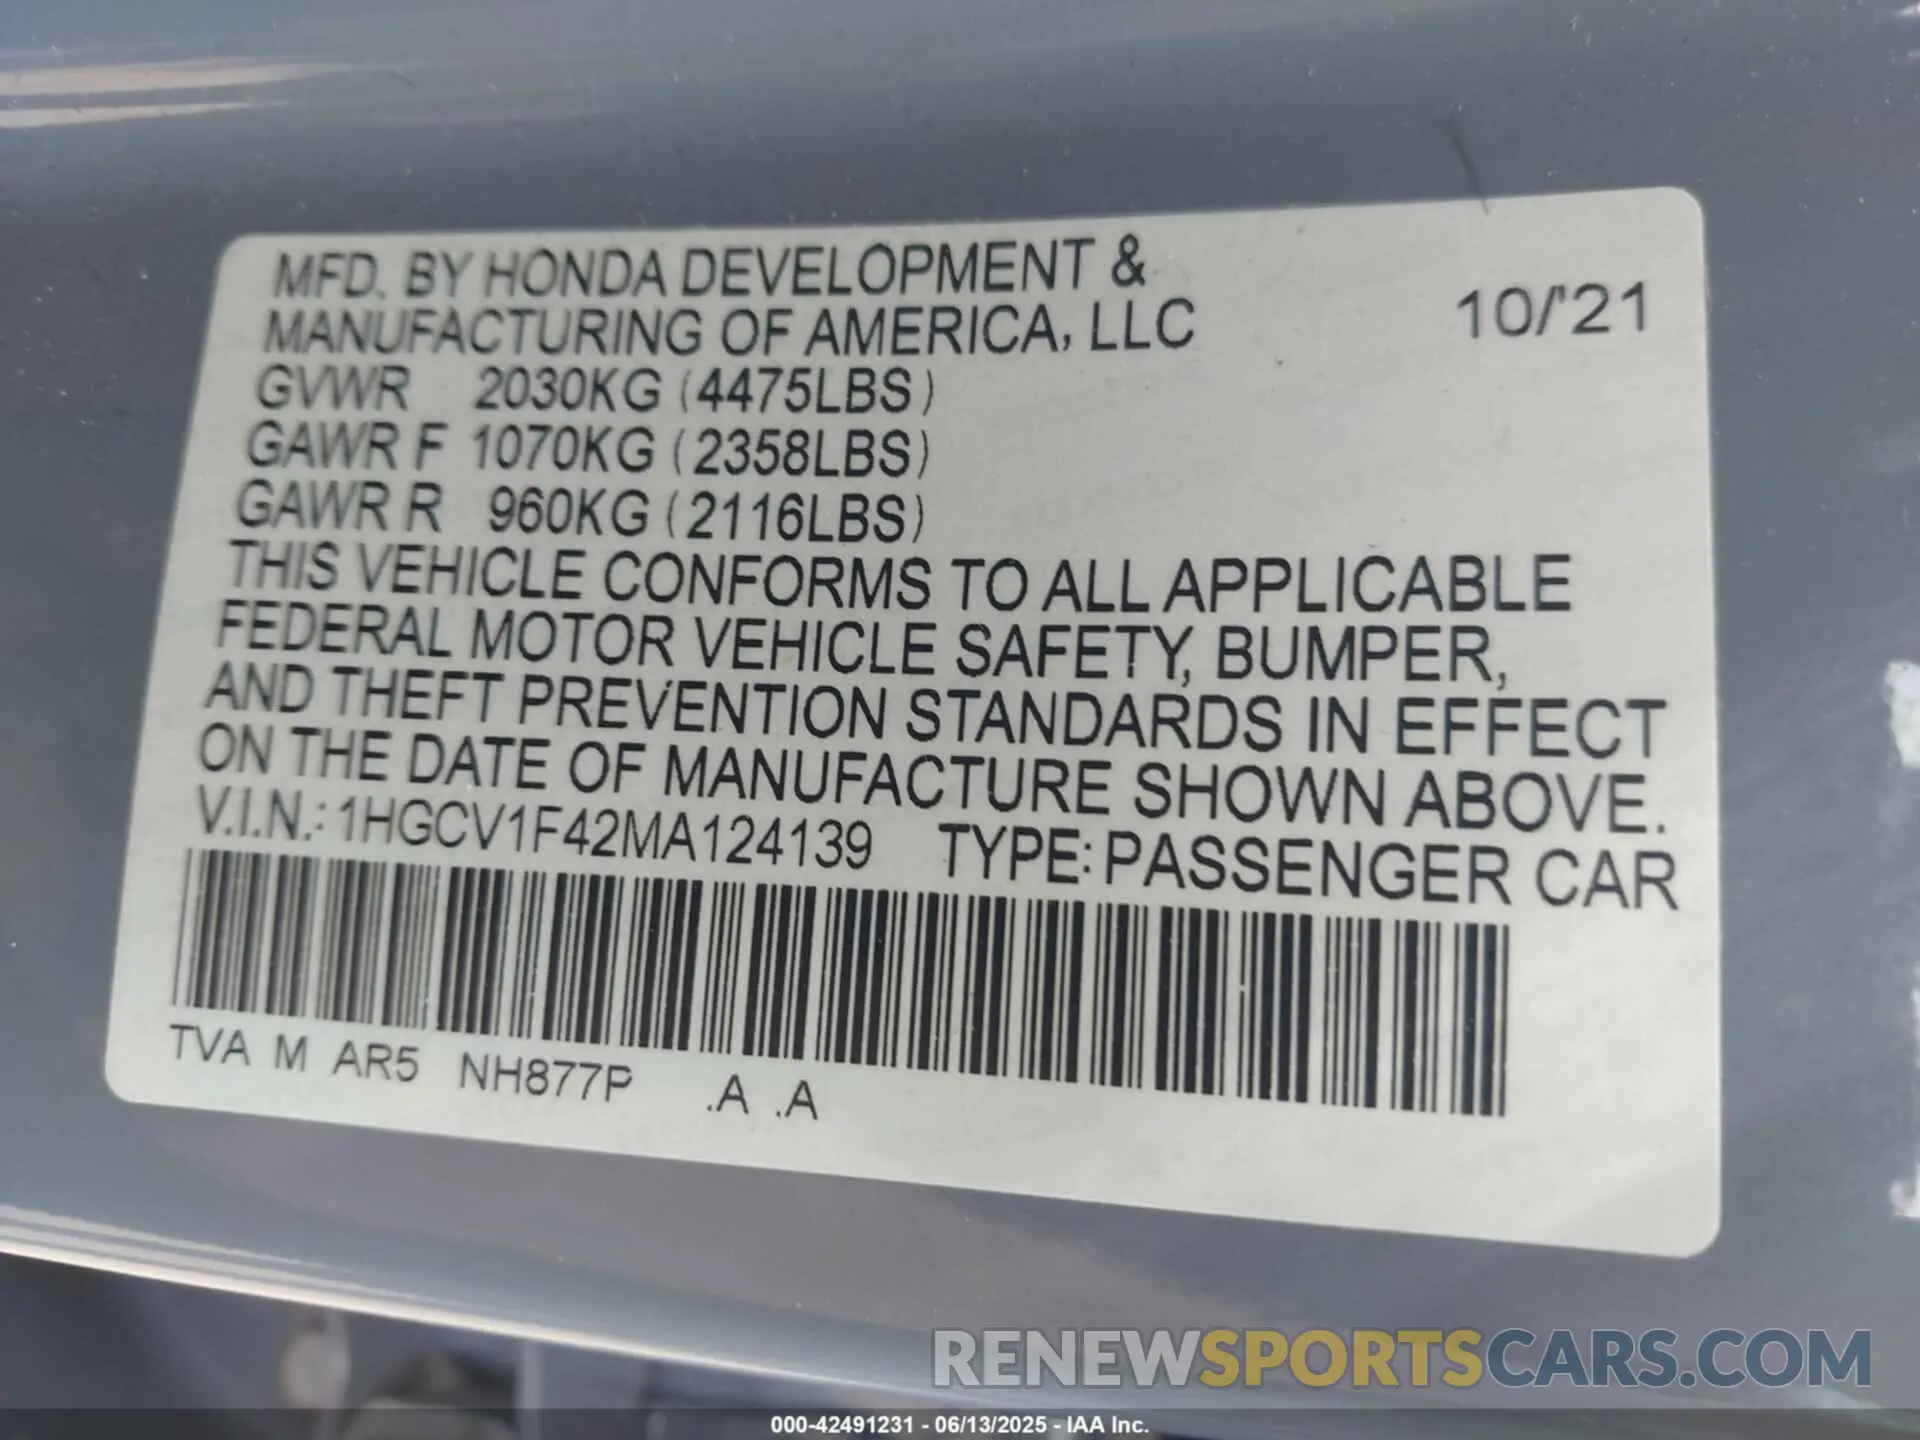 MFD. BY HONDA DEVELOPMENT &
MANUFACTURING OF AMERICA, LLC
10/'21
GVWR 2030KG (4475LBS)
GAWR F 1070KG (2358LBS)
GAWR R 960KG (2116LBS)
THIS VEHICLE CONFORMS TO ALL APPLICABLE
FEDERAL MOTOR VEHICLE SAFETY, BUMPER,
AND THEFT PREVENTION STANDARDS IN EFFECT
ON THE DATE OF MANUFACTURE SHOWN ABOVE.
V.I.N.: 1HGCV1F42MA124139 TYPE: PASSENGER CAR
TVA M AR5 NH877P .A .A
RENEWSPORTSCARS.COM
000-42491231 - 06/13/2025 - IAA Inc.